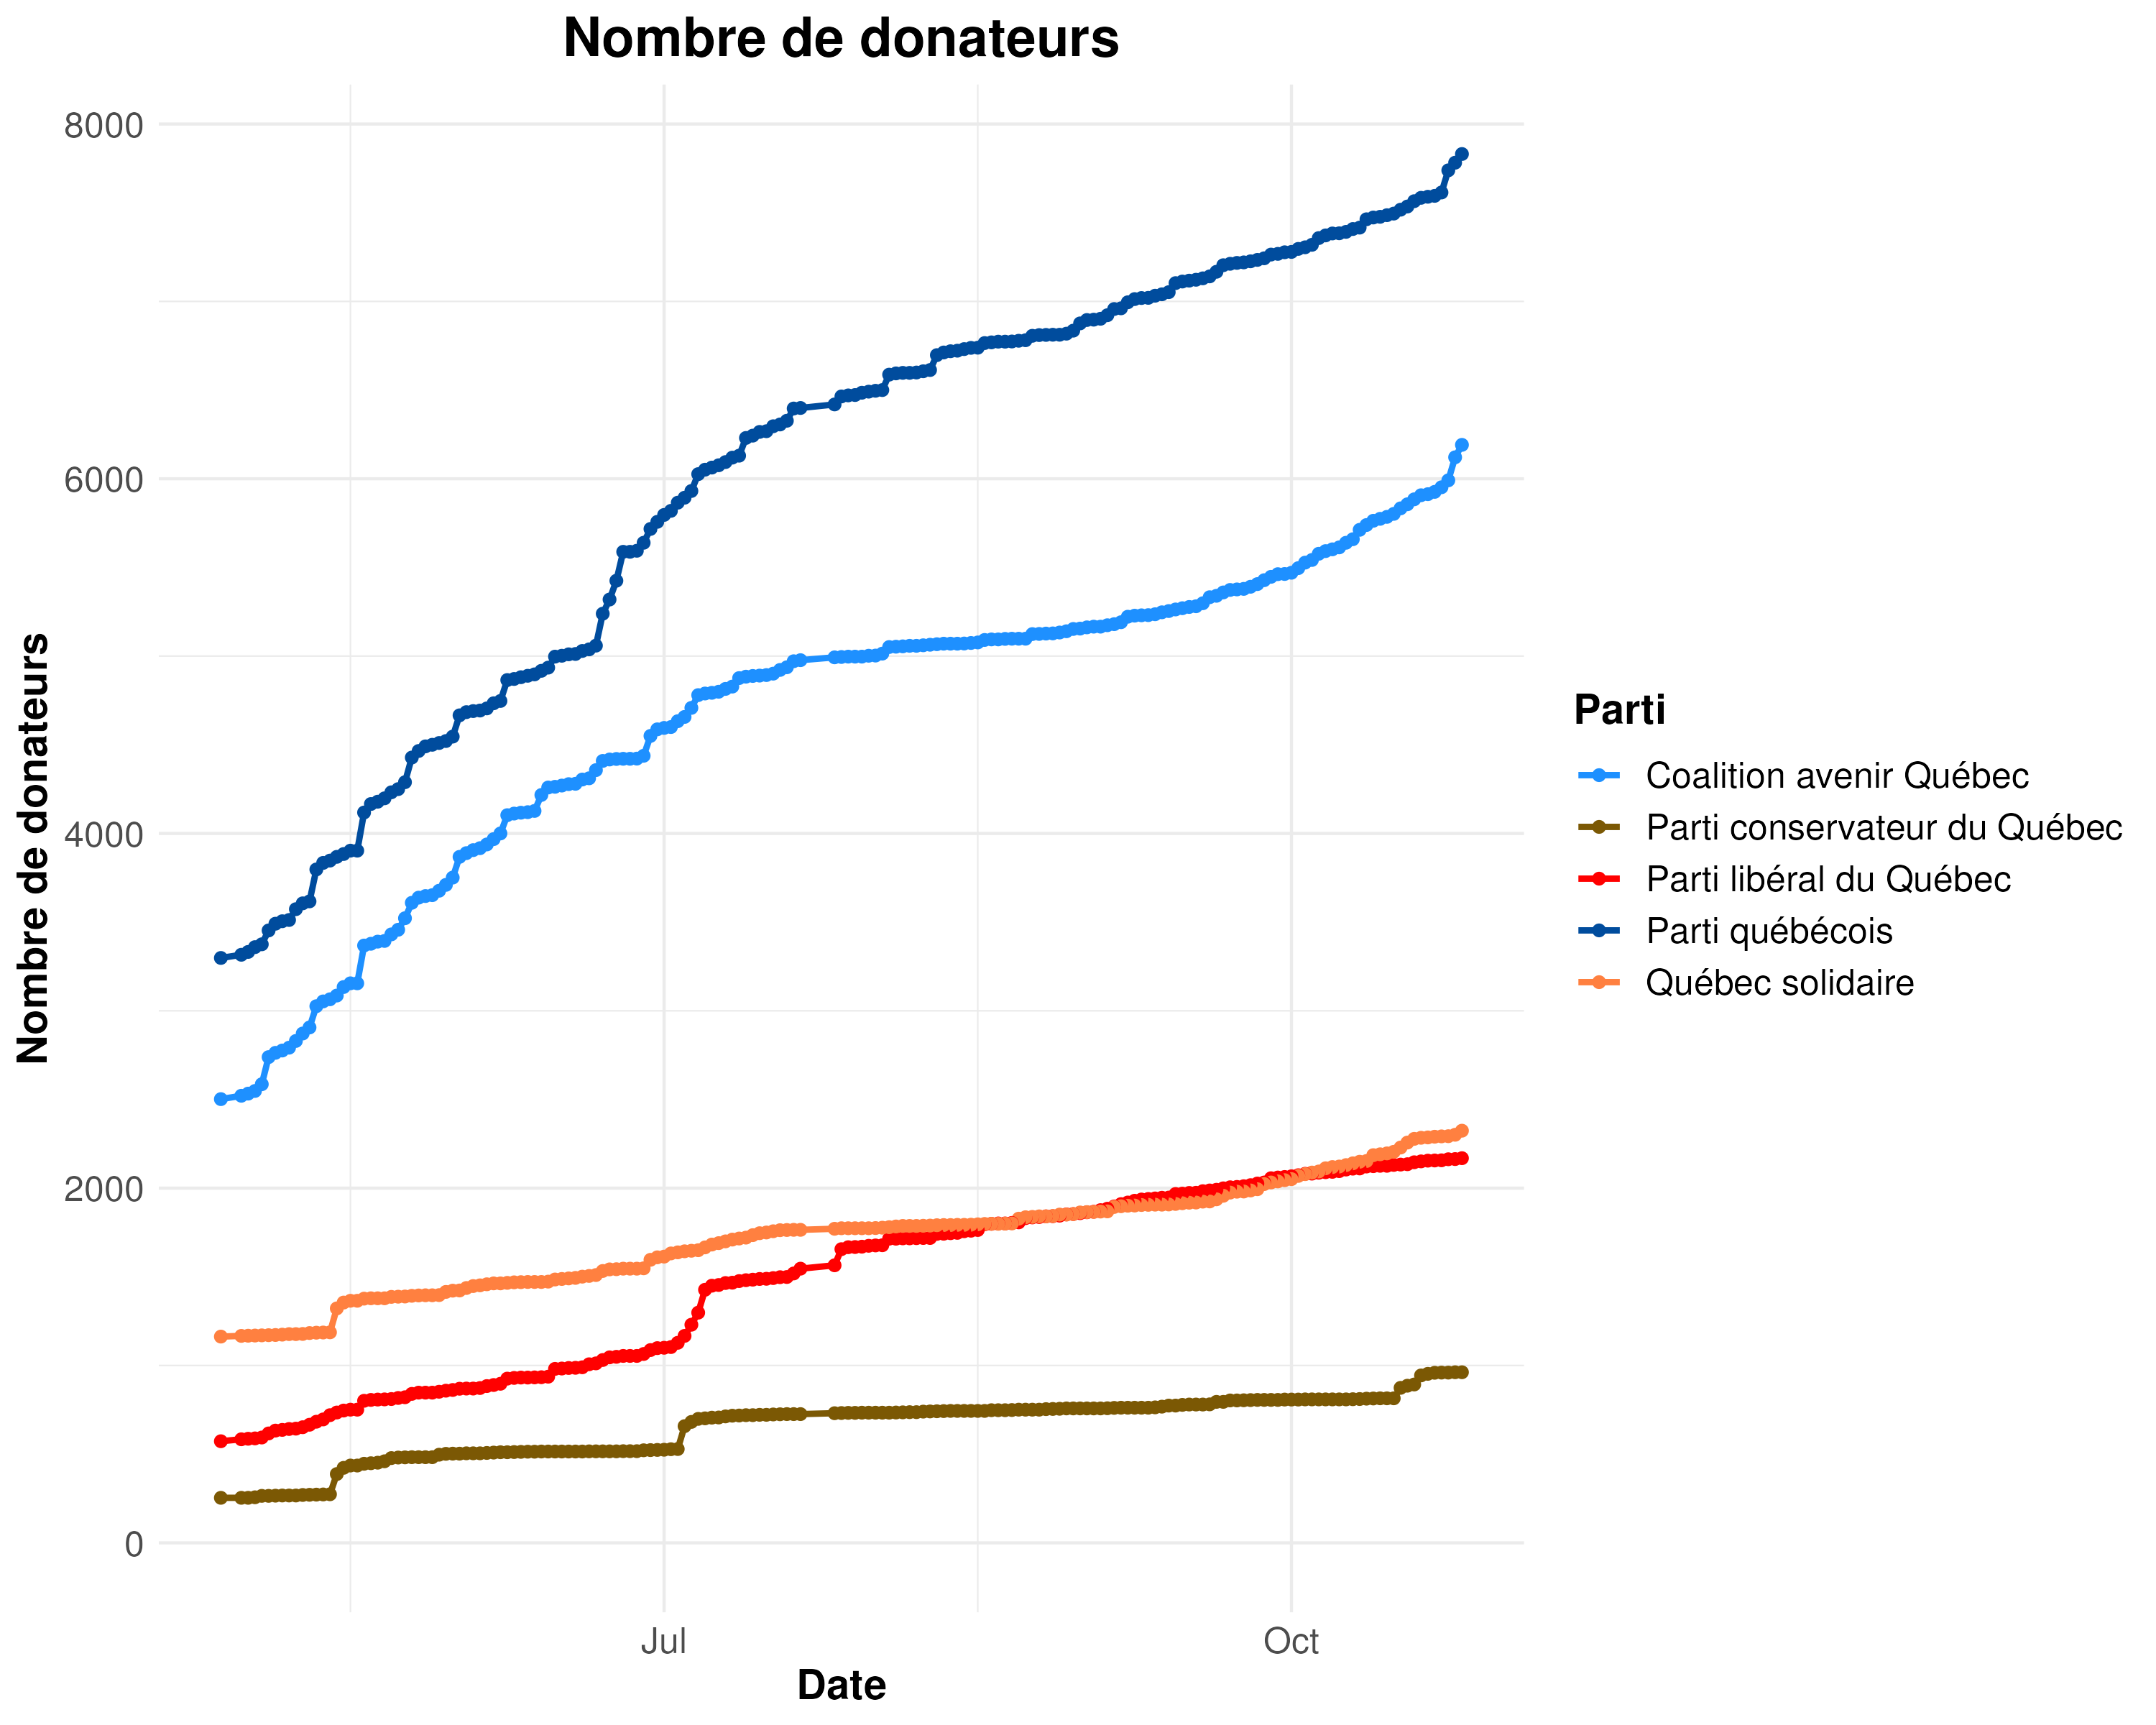 Nombre de donateurs
Nombre de donateurs
8000
6000
4000
2000
0
Jul
Oct
Date
Parti
Coalition avenir Québec
Parti conservateur du Québec
Parti libéral du Québec
Parti québécois
Québec solidaire